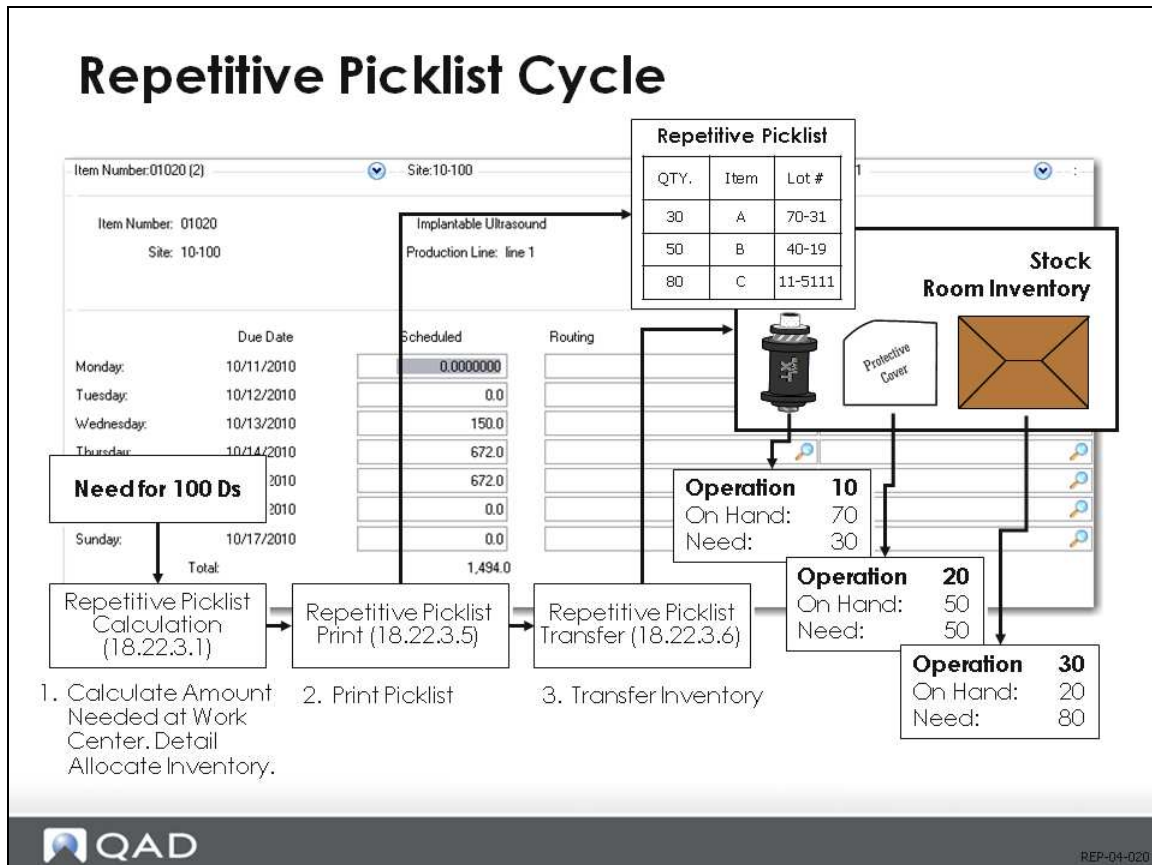 Repetitive Picklist Cycle
Repetitive Picklist
QTY. Item Lot #
30 A 70-31
50 B 40-19
80 C 11-5111
Item Number:01020 (2) Site:10-100 1 :
Item Number: 01020 Implantable Ultrasound
Site: 10-100 Production Line: line 1
Stock
Room Inventory
XT
Protective
Cover
Due Date Scheduled Routing
Monday: 10/11/2010 0.0000000
Tuesday: 10/12/2010 0.0
Wednesday: 10/13/2010 150.0
Thursday: 10/14/2010 672.0
2010 672.0
2010 0.0
Sunday: 10/17/2010 0.0
Total: 1,494.0
Need for 100 Ds
Operation 10
On Hand: 70
Need: 30
Operation 20
On Hand: 50
Need: 50
Operation 30
On Hand: 20
Need: 80
Repetitive Picklist
Calculation
(18.22.3.1)
Repetitive Picklist
Print (18.22.3.5)
Repetitive Picklist
Transfer (18.22.3.6)
1. Calculate Amount
Needed at Work
Center. Detail
Allocate Inventory.
2. Print Picklist
3. Transfer Inventory
QAD
REP-04-020